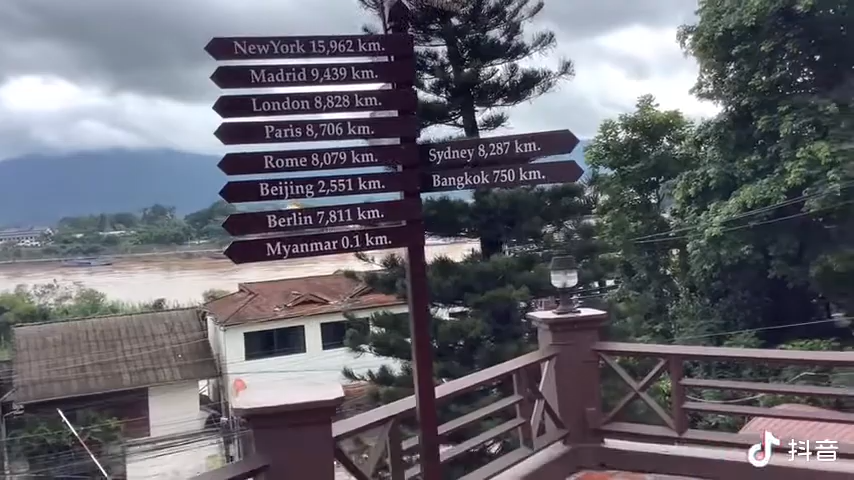 NewYork 15,962 km.
Madrid 9,439 km.
London 8,828 km.
Paris 8,706 km.
Rome 8,079 km.
Beijing 2,551 km.
Berlin 7,811 km.
Myanmar 0.1 km.
Sydney 8,287 km.
Bangkok 750 km.
抖音